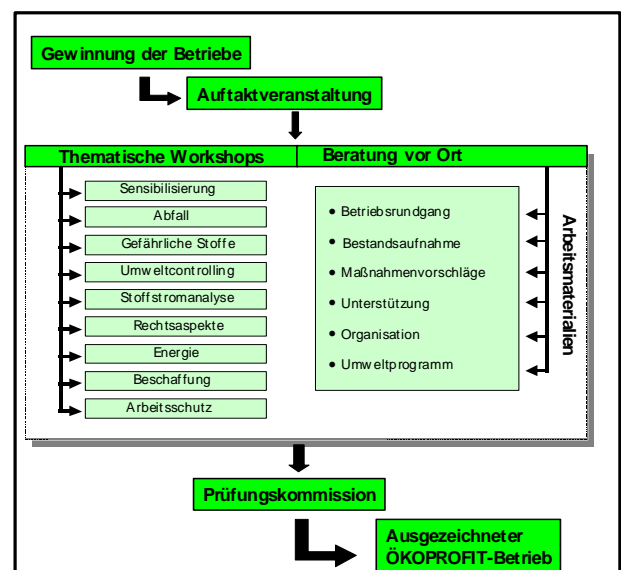 Gewinnung der Betriebe
Auftaktveranstaltung
Thematische Workshops
Beratung vor Ort
Sensibilisierung
Abfall
Gefährliche Stoffe
Umweltcontrolling
Stoffstromanalyse
Rechtsaspekte
Energie
Beschaffung
Arbeitsschutz
• Betriebsrundgang
• Bestandsaufnahme
• Maßnahmenvorschläge
• Unterstützung
• Organisation
• Umweltprogramm
Arbeitsmaterialien
Prüfungskommission
Ausgezeichneter
ÖKOPROFIT-Betrieb